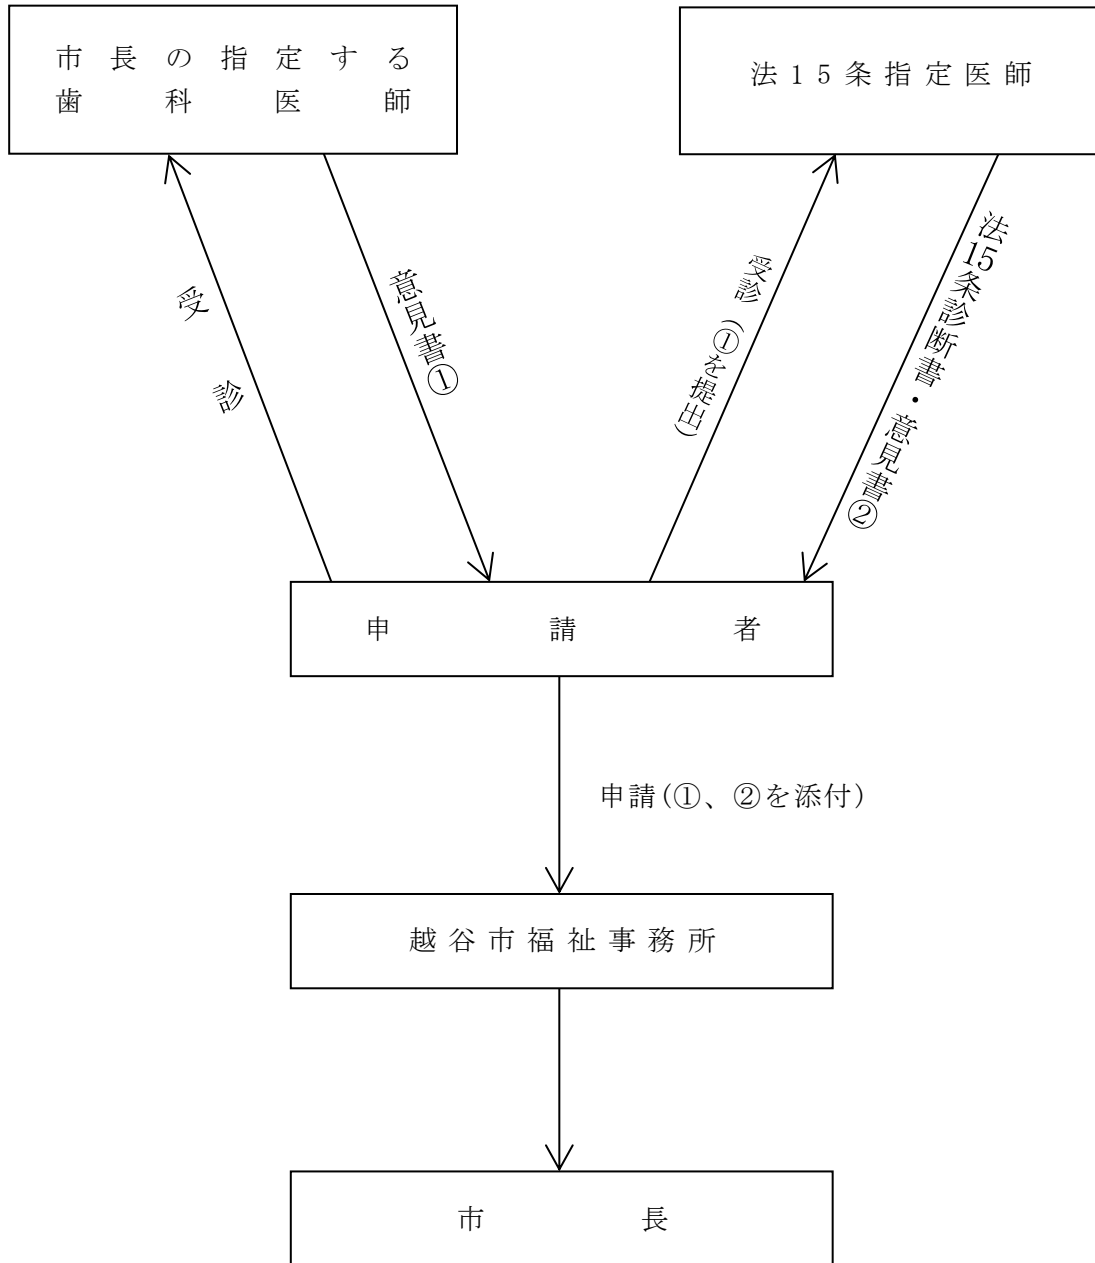 市長の指定する
歯科医師
法15条指定医師
受診
意見書①
受診(①を提出)
法15条診断書・意見書②
申請者
申請(①、②を添付)
越谷市福祉事務所
市長